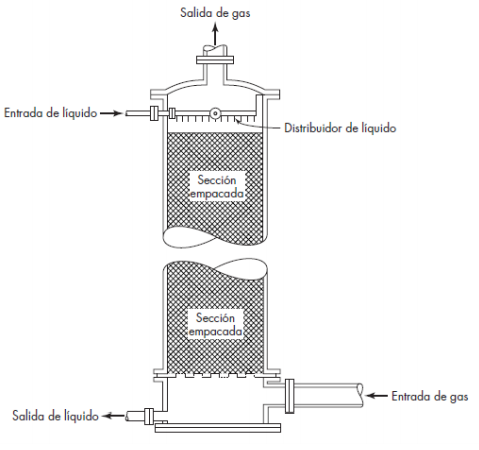 Salida de gas
Entrada de líquido
Distribuidor de líquido
Sección
empacada
Sección
empacada
Entrada de gas
Salida de líquido